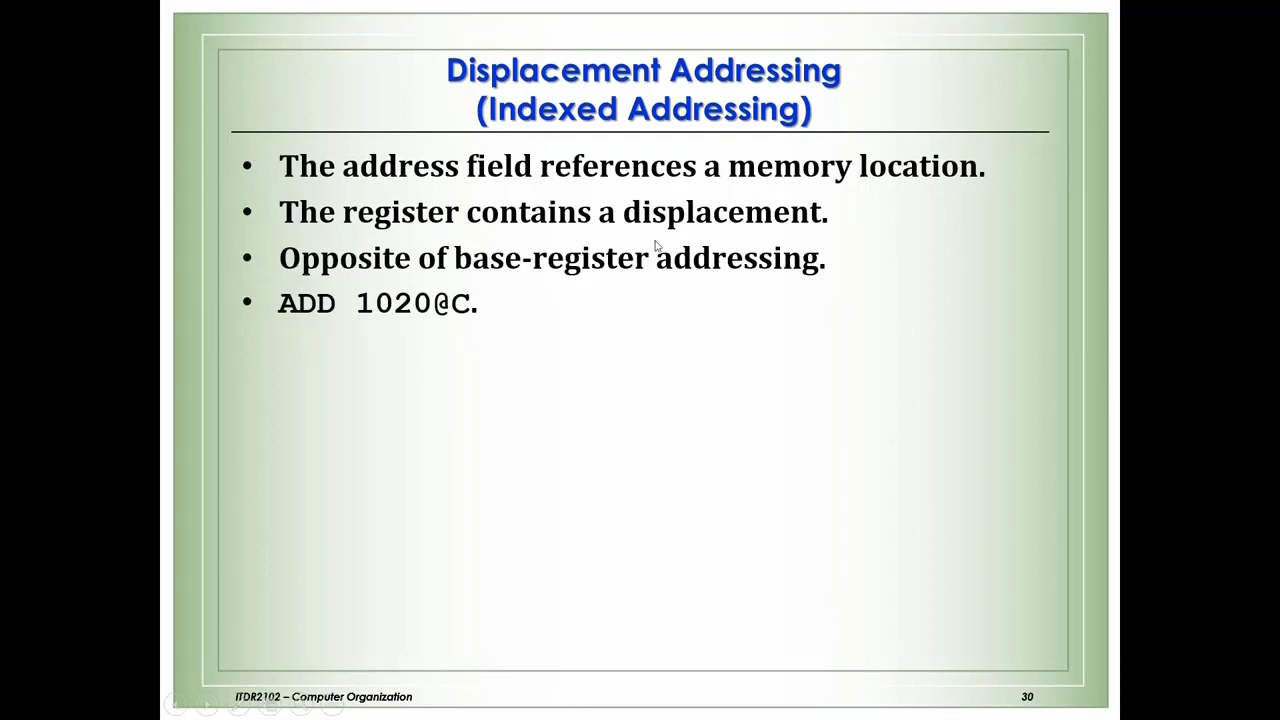 Displacement Addressing
(Indexed Addressing)
• The address field references a memory location.
• The register contains a displacement.
• Opposite of base-register addressing.
• ADD 1020@C.
ITDR2102 – Computer Organization
30